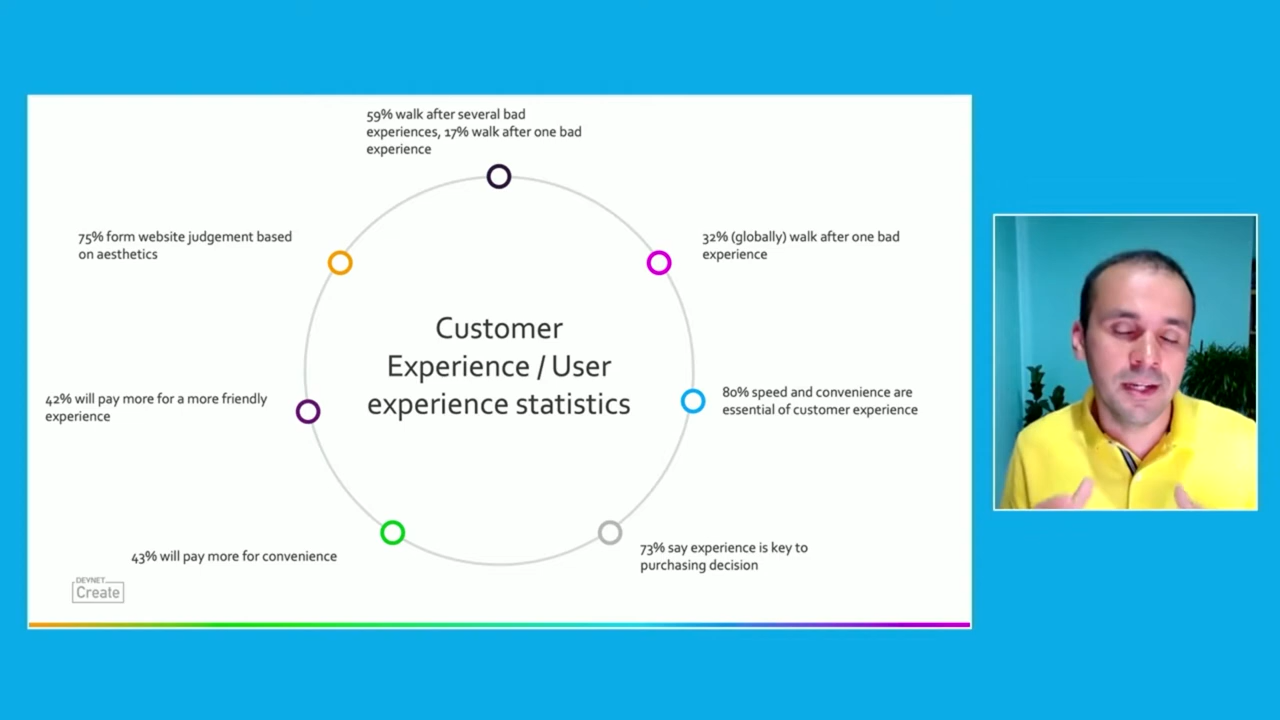 59% walk after several bad
experiences, 17% walk after one bad
experience
75% form website judgement based
on aesthetics
32% (globally) walk after one bad
experience
Customer
Experience / User
experience statistics
42% will pay more for a more friendly
experience
80% speed and convenience are
essential of customer experience
43% will pay more for convenience
73% say experience is key to
purchasing decision
DEVNET
Create